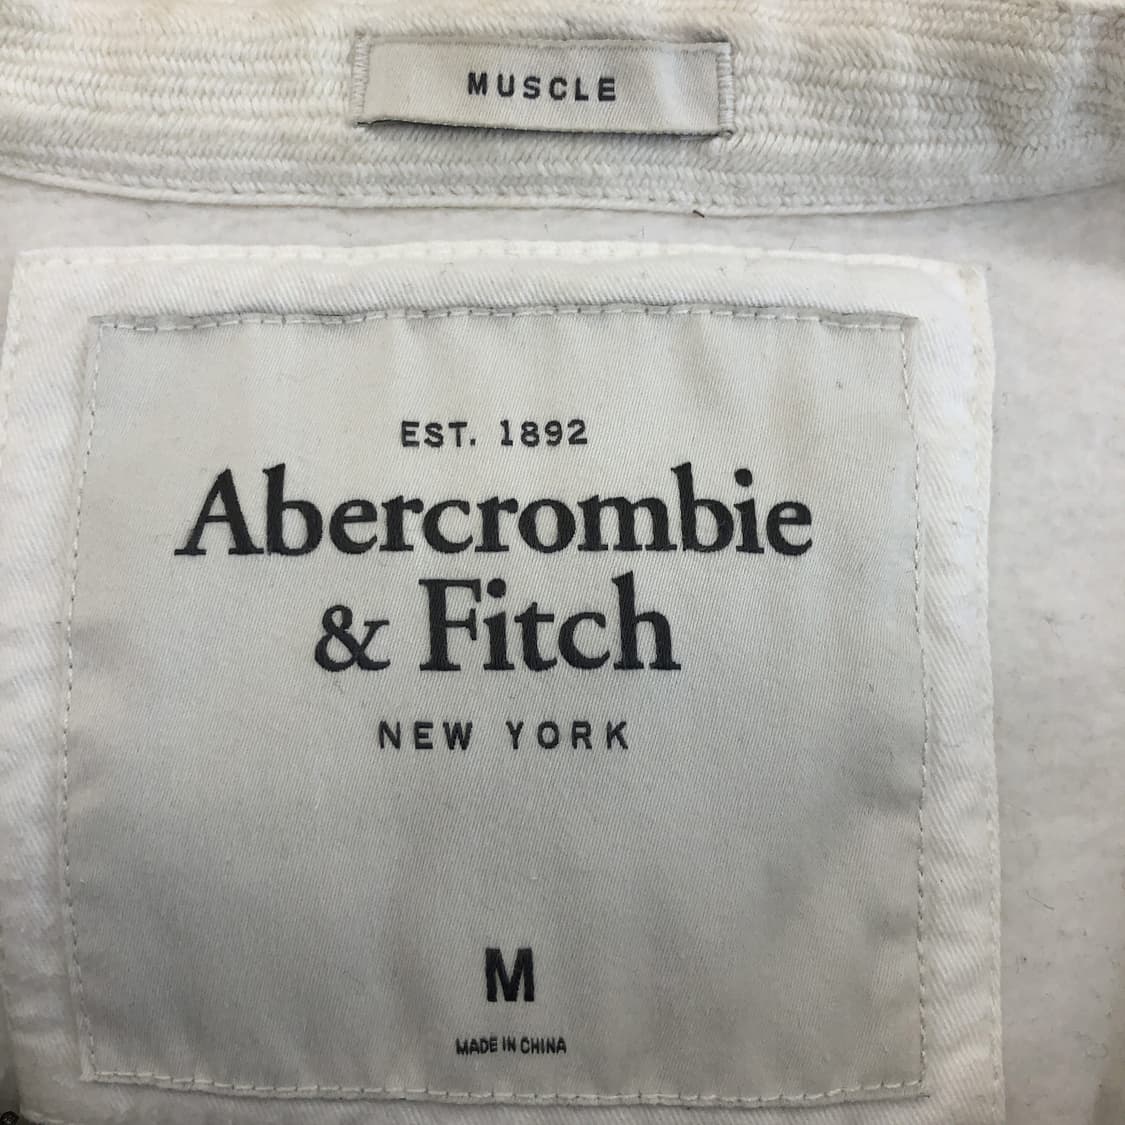 MUSCLE
EST. 1892
Abercrombie
& Fitch
NEW YORK
M
MADE IN CHINA